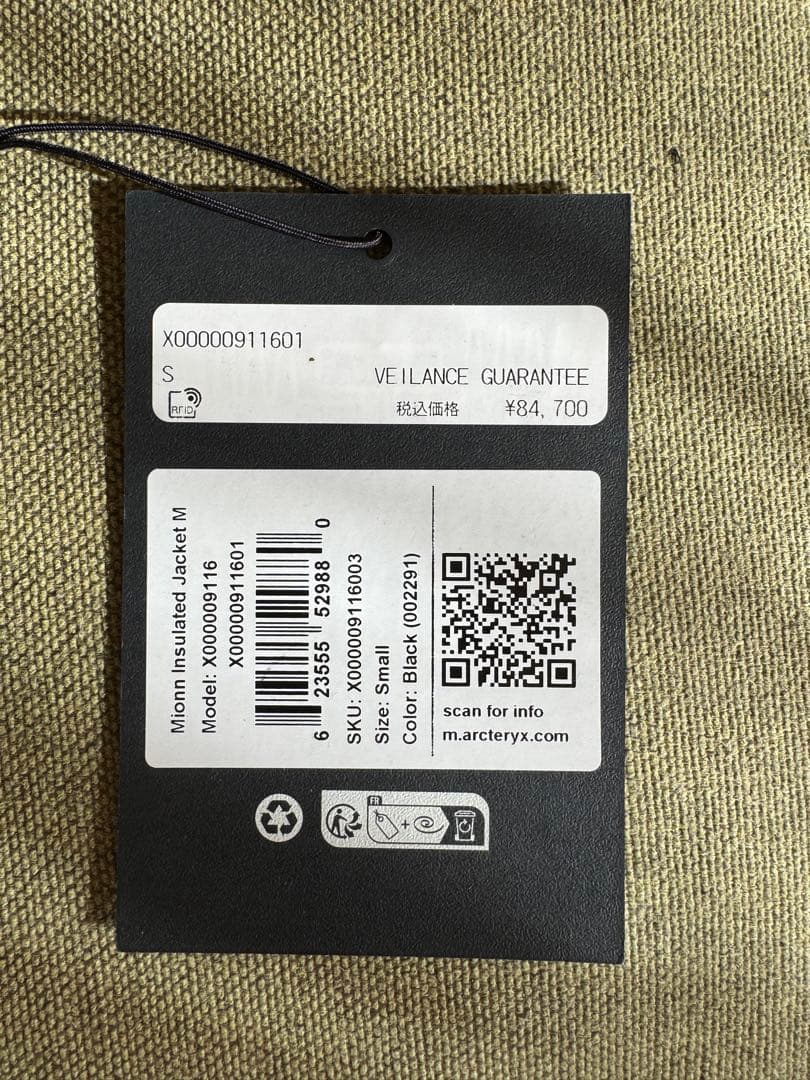 X00000911601
S
VEILANCE GUARANTEE
RFID
税込価格 ¥84,700
Mionn Insulated Jacket M
Model: X000009116
X00000911601
6 23555 52988 0
SKU: X000009116003
Size: Small
Color: Black (002291)
scan for info
m.arcteryx.com
FR